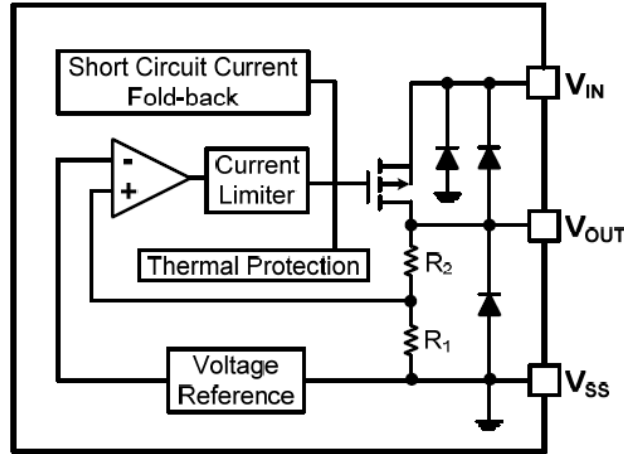 Short Circuit Current
Fold-back
VIN
-
+
Current
Limiter
VOUT
Thermal Protection
R2
R1
Voltage
Reference
VSS